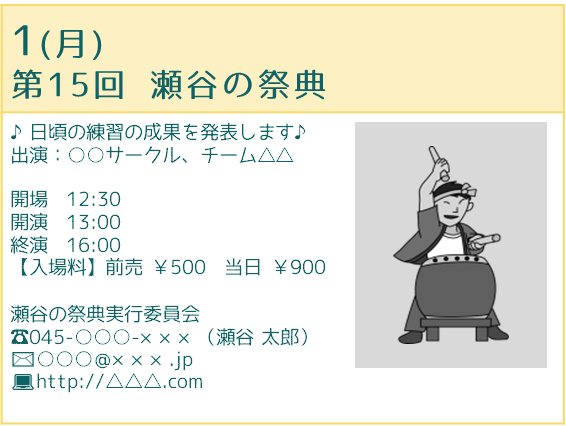 1(月)
第15回 瀬谷の祭典
♪ 日頃の練習の成果を発表します♪
出演：○○サークル、チーム△△
開場　12:30
開演　13:00
終演　16:00
【入場料】前売 ￥500　当日 ￥900
瀬谷の祭典実行委員会
☎045-○○○-×××（瀬谷 太郎）
✉○○○@×××.jp
💻http://△△△.com